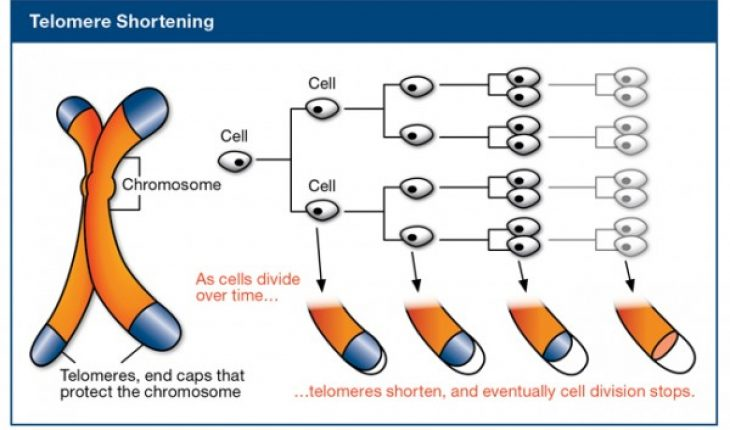 Telomere Shortening
Cell
Cell
Chromosome
Cell
As cells divide
over time...
Telomeres, end caps that
protect the chromosome
...telomeres shorten, and eventually cell division stops.